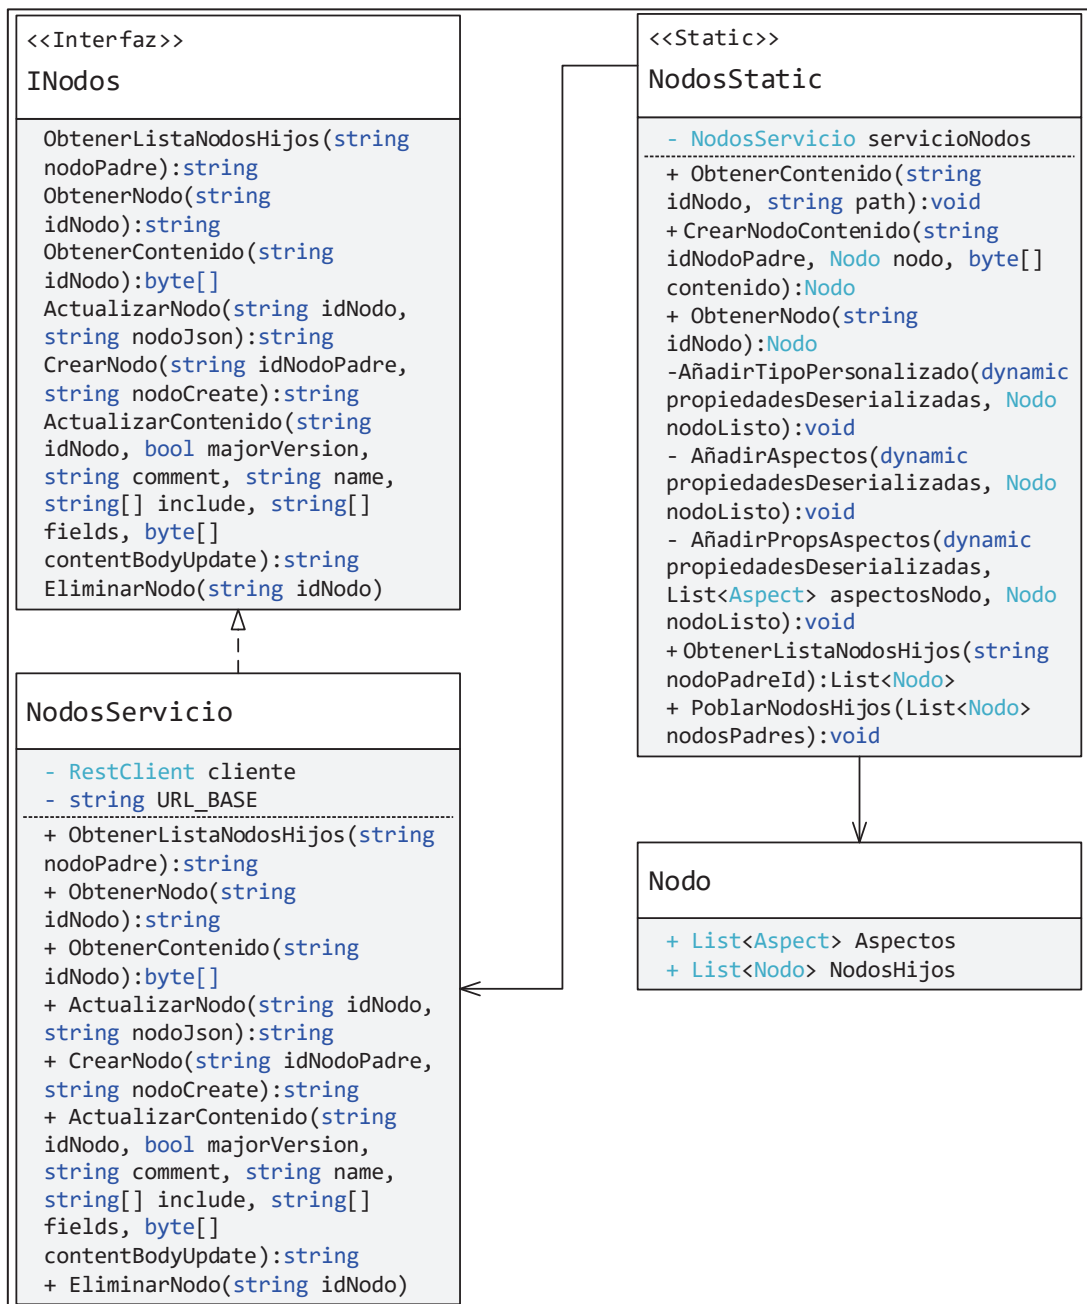 <<Interfaz>>
INodos
ObtenerListaNodosHijos(string
nodoPadre):string
ObtenerNodo(string
idNodo):string
ObtenerContenido(string
idNodo):byte[]
ActualizarNodo(string idNodo,
string nodoJson):string
CrearNodo(string idNodoPadre,
string nodoCreate):string
ActualizarContenido(string
idNodo, bool majorVersion,
string comment, string name,
string[] include, string[]
fields, byte[]
contentBodyUpdate):string
EliminarNodo(string idNodo)
NodosServicio
- RestClient cliente
- string URL_BASE
+ ObtenerListaNodosHijos(string
nodoPadre):string
+ ObtenerNodo(string
idNodo):string
+ ObtenerContenido(string
idNodo):byte[]
+ ActualizarNodo(string idNodo,
string nodoJson):string
+ CrearNodo(string idNodoPadre,
string nodoCreate):string
+ ActualizarContenido(string
idNodo, bool majorVersion,
string comment, string name,
string[] include, string[]
fields, byte[]
contentBodyUpdate):string
+ EliminarNodo(string idNodo)
<<Static>>
NodosStatic
- NodosServicio servicioNodos
+ ObtenerContenido(string
idNodo, string path):void
+CrearNodoContenido(string
idNodoPadre, Nodo nodo, byte[]
contenido):Nodo
+ ObtenerNodo(string
idNodo):Nodo
-AñadirTipoPersonalizado(dynamic
propiedadesDeserializadas, Nodo
nodoListo):void
- AñadirAspectos(dynamic
propiedadesDeserializadas, Nodo
nodoListo):void
- AñadirPropsAspectos(dynamic
propiedadesDeserializadas,
List<Aspect> aspectosNodo, Nodo
nodoListo):void
+ObtenerListaNodosHijos(string
nodoPadreId):List<Nodo>
+ PoblarNodosHijos(List<Nodo>
nodosPadres):void
Nodo
+ List<Aspect> Aspectos
+ List<Nodo> NodosHijos